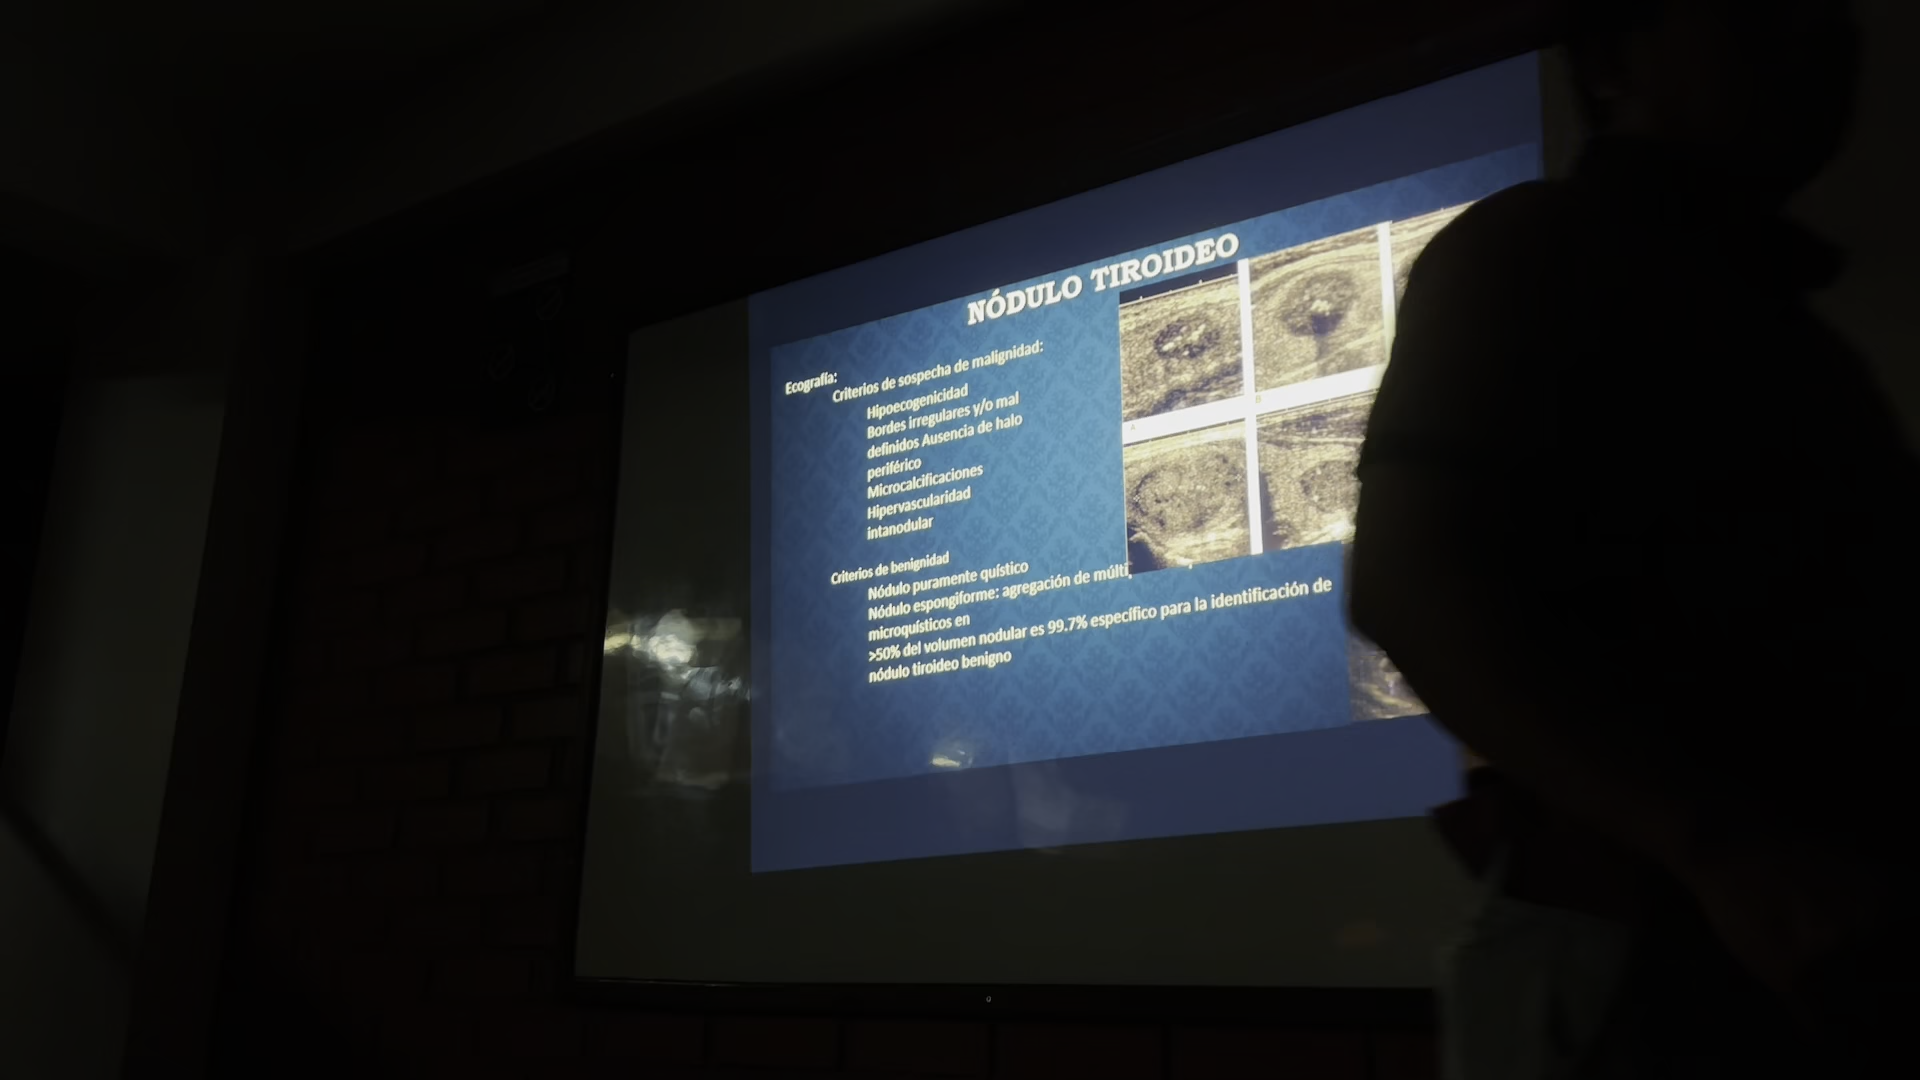 NÓDULO TIROIDEO
Ecografía:
Criterios de sospecha de malignidad:
Hipoecogenicidad
Bordes irregulares y/o mal
definidos Ausencia de halo
periférico
Microcalcificaciones
Hipervascularidad
intanodular
Criterios de benignidad
Nódulo puramente quístico
Nódulo espongiforme: agregación de
microquísticos en
>50% del volumen nodular es 99.7% específico para la identificación de
nódulo tiroideo benigno